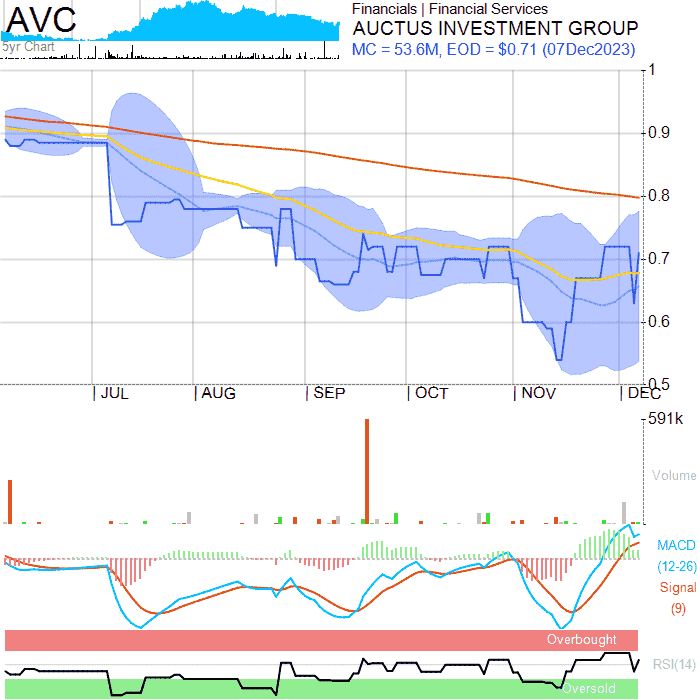 AVC
5yr Chart
Financials | Financial Services
AUCTUS INVESTMENT GROUP
MC = 53.6M, EOD = $0.71 (07Dec2023)
1
0.9
0.8
0.7
0.6
0.5
JUL AUG SEP OCT NOV DEC
591k
Volume
MACD
(12-26)
Signal
(9)
Overbought
RSI(14)
Oversold